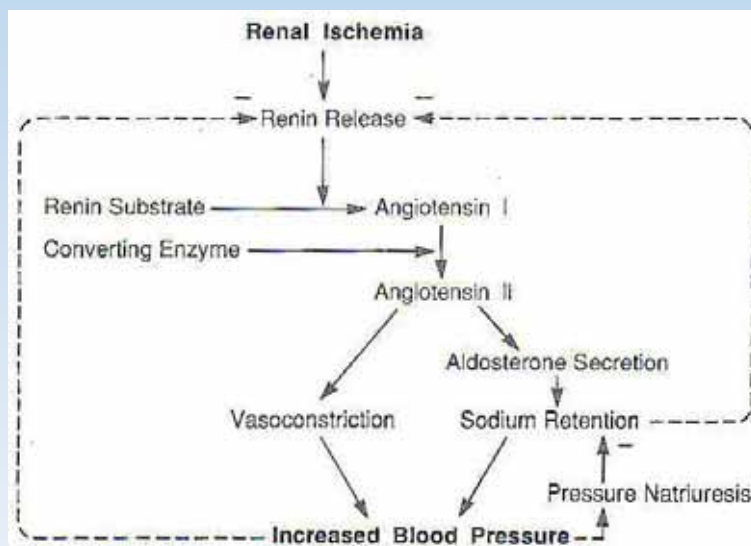 Renal Ischemia
Renin Release
Renin Substrate
Angiotensin I
Converting Enzyme
Angiotensin II
Aldosterone Secretion
Vasoconstriction
Sodium Retention
Pressure Natriuresis
Increased Blood Pressure